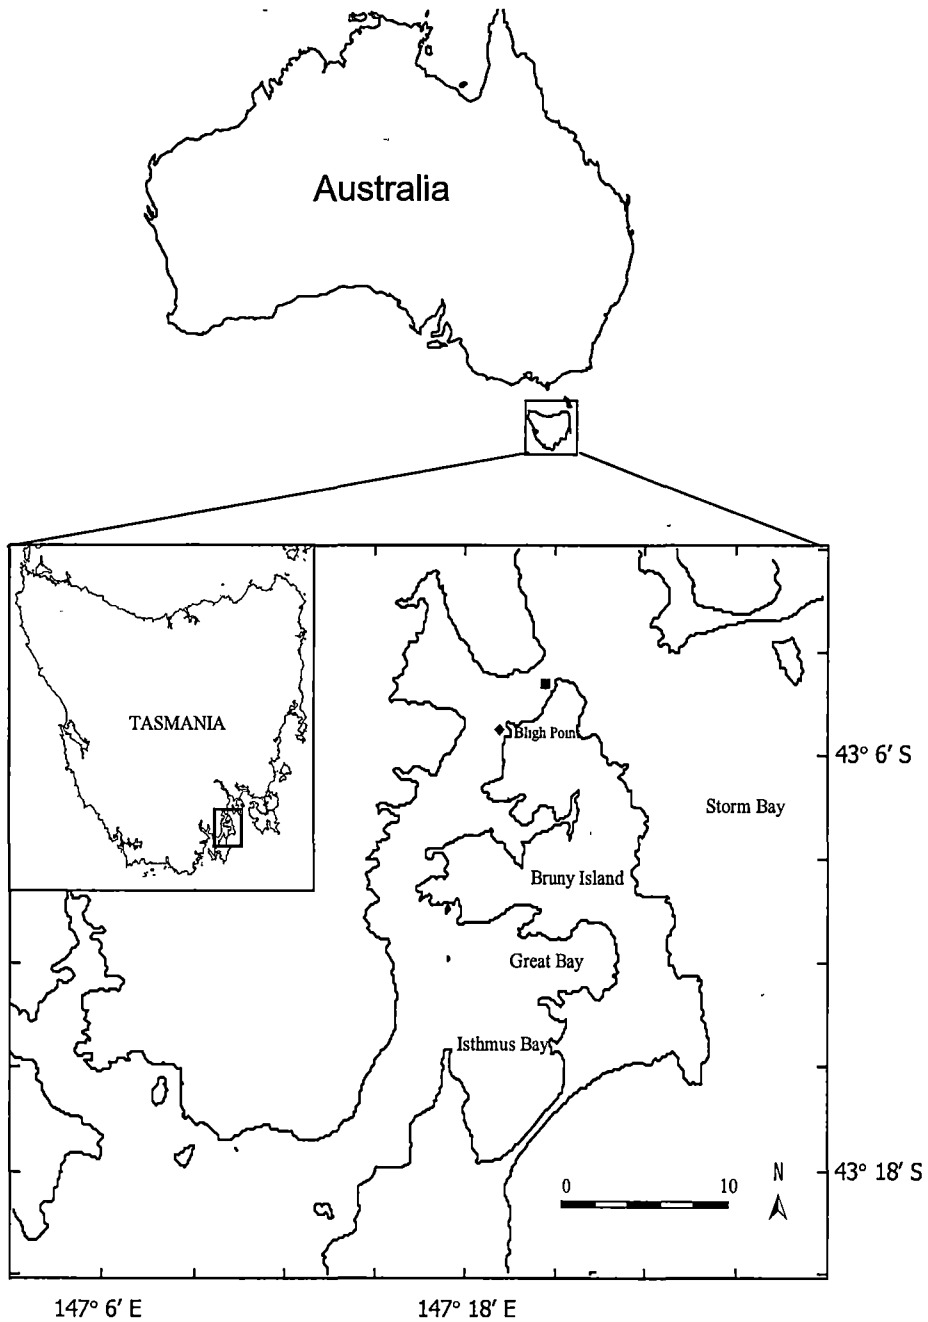 Australia
TASMANIA
Bligh Point
43° 6' S
Storm Bay
Bruny Island
Great Bay
Isthmus Bay
0 10
N
43° 18' S
147° 6' E 147° 18' E